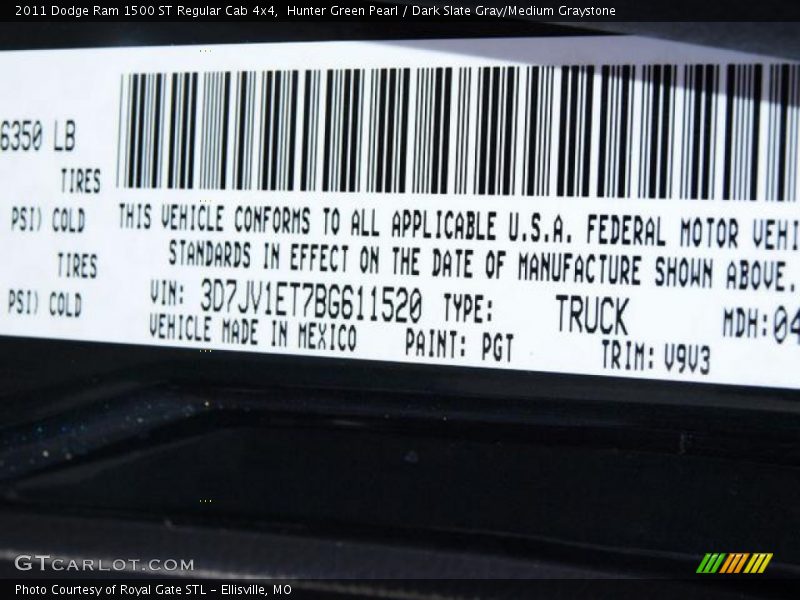 2011 Dodge Ram 1500 ST Regular Cab 4x4,  Hunter Green Pearl / Dark Slate Gray/Medium Graystone
6350 LB
TIRES
PSI) COLD THIS VEHICLE CONFORMS TO ALL APPLICABLE U.S.A. FEDERAL MOTOR VEHI
TIRES STANDARDS IN EFFECT ON THE DATE OF MANUFACTURE SHOWN ABOVE.
PSI) COLD VIN: 3D7JV1ET7BG611520 TYPE: TRUCK MDH: 04
VEHICLE MADE IN MEXICO PAINT: PGT TRIM: V9V3
GTCARLOT.COM
Photo Courtesy of Royal Gate STL – Ellisville, MO